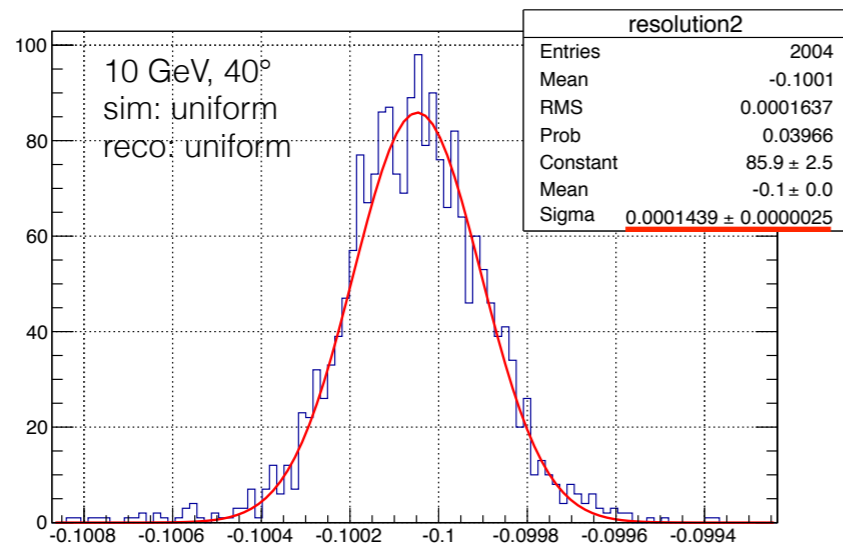 resolution2
Entries 2004
Mean -0.1001
RMS 0.0001637
Prob 0.03966
Constant 85.9 ± 2.5
Mean -0.1 ± 0.0
Sigma 0.0001439 ± 0.0000025
10 GeV, 40°
sim: uniform
reco: uniform
100
80
60
40
20
0
-0.1008 -0.1006 -0.1004 -0.1002 -0.1 -0.0998 -0.0996 -0.0994